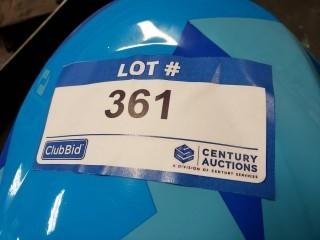 LOT #
361
ClubBid
CENTURY
AUCTIONS
A DIVISION OF CENTURY SERVICES